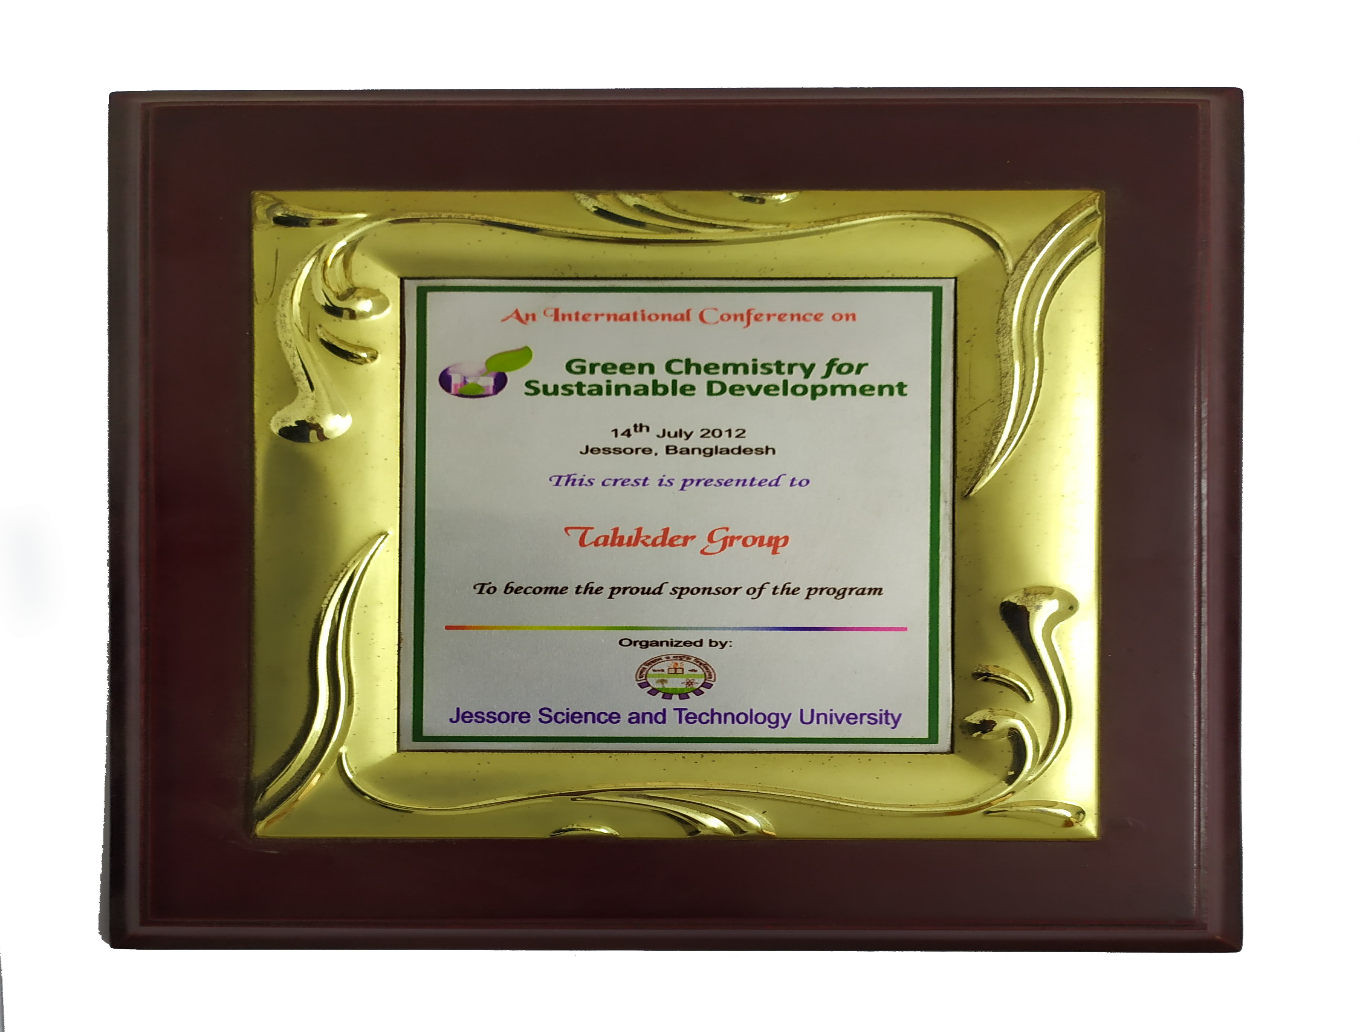 An International Conference on
Green Chemistry for
Sustainable Development
14th July 2012
Jessore, Bangladesh
This crest is presented to
Talukder Group
To become the proud sponsor of the program
Organized by:
Jessore Science and Technology University